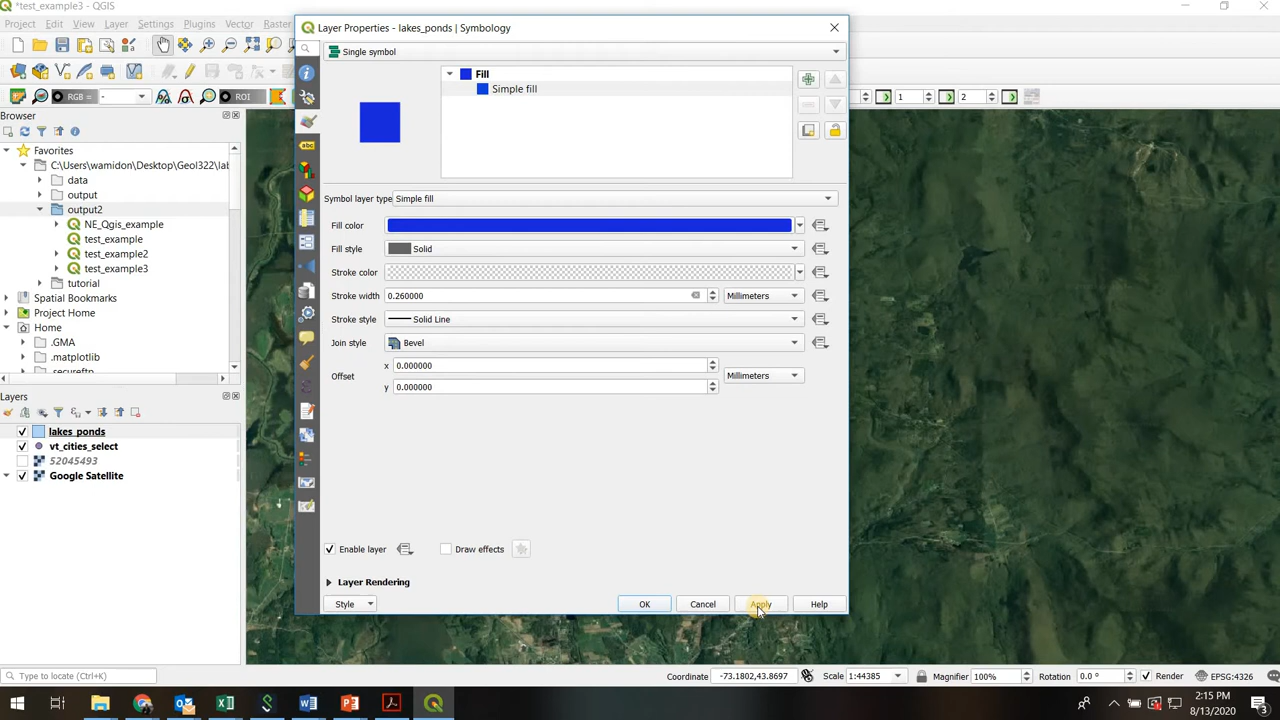 *test_example3 — QGIS
Project Edit View Layer Settings Plugins Vector Raster
Layer Properties - lakes_ponds | Symbology
Single symbol
Fill
Simple fill
RGB =
-
ROI
1
2
Browser
Favorites
C:\Users\wamidon\Desktop\Geol322\lab
data
output
output2
NE_Qgis_example
test_example
test_example2
test_example3
tutorial
Spatial Bookmarks
Project Home
Home
.GMA
.matplotlib
.secureftp
Symbol layer type Simple fill
Fill color
Fill style Solid
Stroke color
Stroke width 0.260000 Millimeters
Stroke style Solid Line
Join style Bevel
Offset
x 0.000000
y 0.000000
Millimeters
Layers
lakes_ponds
vt_cities_select
52045493
Google Satellite
Enable layer Draw effects
Layer Rendering
Style OK Cancel Apply Help
Type to locate (Ctrl+K)
Coordinate -73.1802,43.8697 Scale 1:44385 Magnifier 100% Rotation 0.0 ° Render EPSG:4326
2:15 PM
8/13/2020